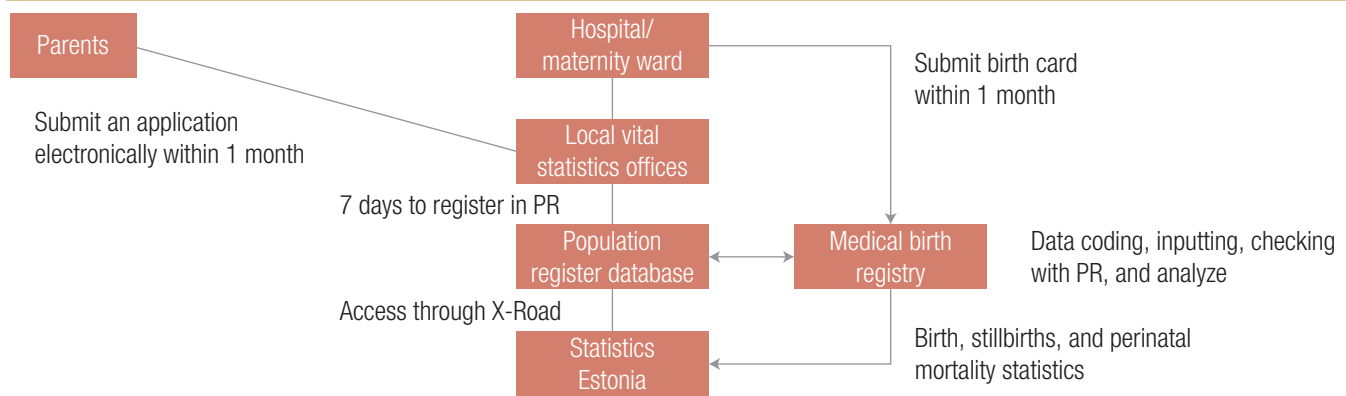 Parents
Hospital/
maternity ward
Submit birth card
within 1 month
Submit an application
electronically within 1 month
Local vital
statistics offices
7 days to register in PR
Population
register database
Medical birth
registry
Data coding, inputting, checking
with PR, and analyze
Access through X-Road
Statistics
Estonia
Birth, stillbirths, and perinatal
mortality statistics